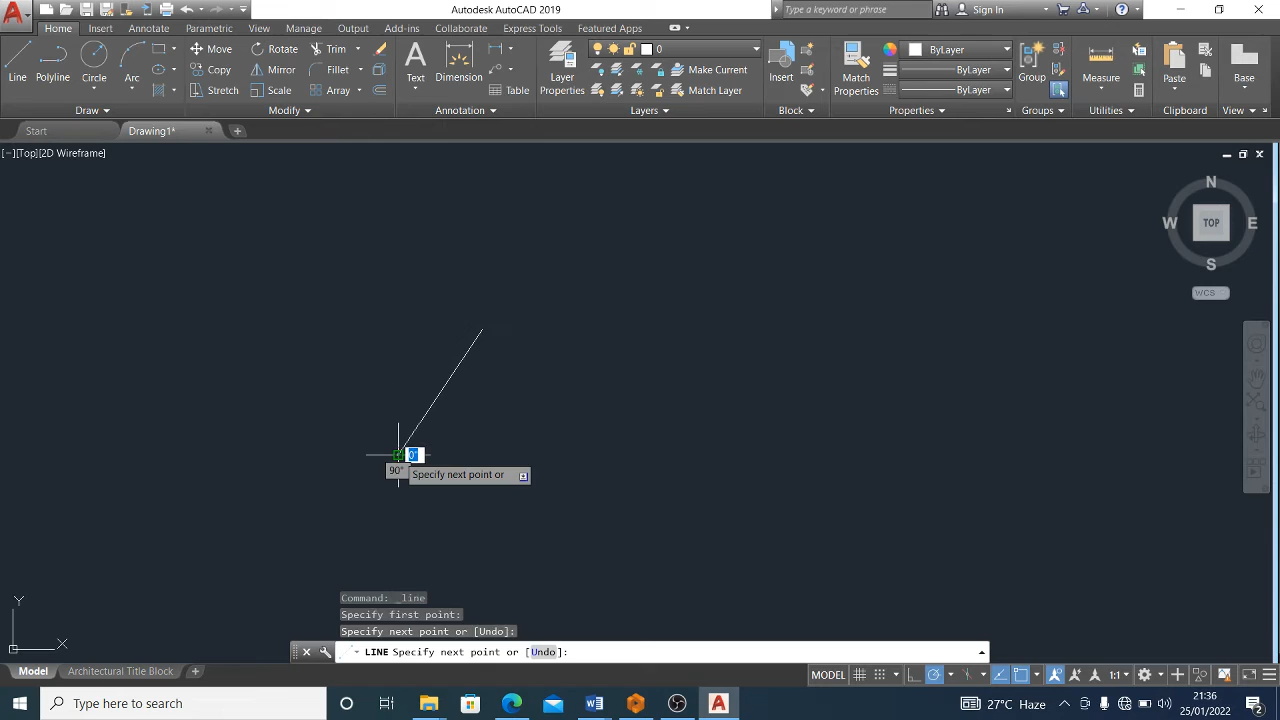 Autodesk AutoCAD 2019
Type a keyword or phrase
Sign In
Home
Insert
Annotate
Parametric
View
Manage
Output
Add-ins
Collaborate
Express Tools
Featured Apps
Line
Polyline
Circle
Arc
Move
Rotate
Trim
Copy
Mirror
Fillet
Stretch
Scale
Array
Text
Dimension
Table
Layer
Properties
0
Make Current
Match Layer
Insert
Match
Properties
ByLayer
ByLayer
ByLayer
Group
Measure
Paste
Base
Draw
Modify
Annotation
Layers
Block
Properties
Groups
Utilities
Clipboard
View
Start
Drawing1*
[−][Top][2D Wireframe]
N
W
TOP
E
S
WCS
0"
90°
Specify next point or
Y
X
Command: _line
Specify first point:
Specify next point or [Undo]:
LINE Specify next point or [Undo]:
Model
Architectural Title Block
MODEL
1:1
Type here to search
27°C Haze
21:36
25/01/2022
2